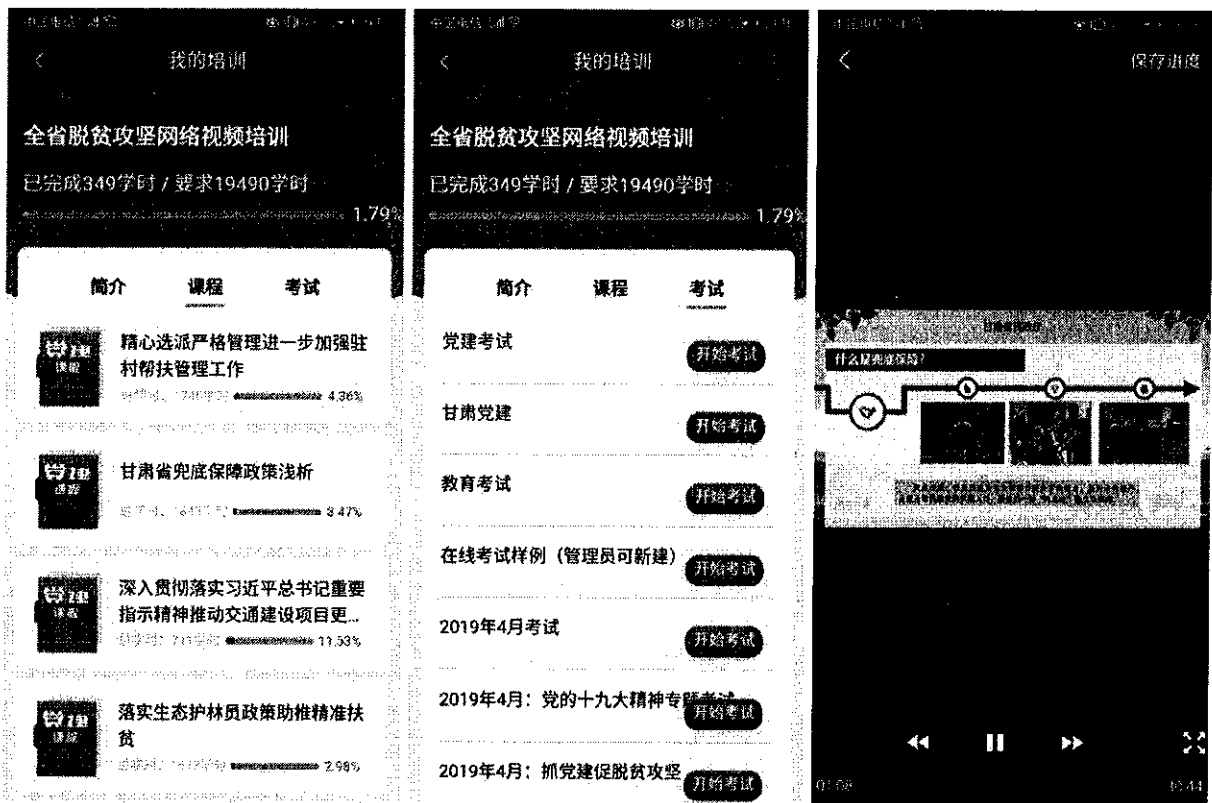 我的培训
全省脱贫攻坚网络视频培训
已完成349学时 / 要求19490学时
1.79%
简介 课程 考试
精心选派严格管理进一步加强驻
村帮扶管理工作
4.36%
甘肃省兜底保障政策浅析
课程
8.47%
深入贯彻落实习近平总书记重要
指示精神推动交通建设项目更...
课程
11.53%
落实生态护林员政策助推精准扶
贫
课程
2.98%
我的培训
全省脱贫攻坚网络视频培训
已完成349学时 / 要求19490学时
1.79%
简介 课程 考试
党建考试
开始考试
甘肃党建
开始考试
教育考试
开始考试
在线考试样例（管理员可新建）
开始考试
2019年4月考试
开始考试
2019年4月：党的十九大精神专题考试
开始考试
2019年4月：抓党建促脱贫攻坚
开始考试
保存进度
什么是兜底保障？
01:08